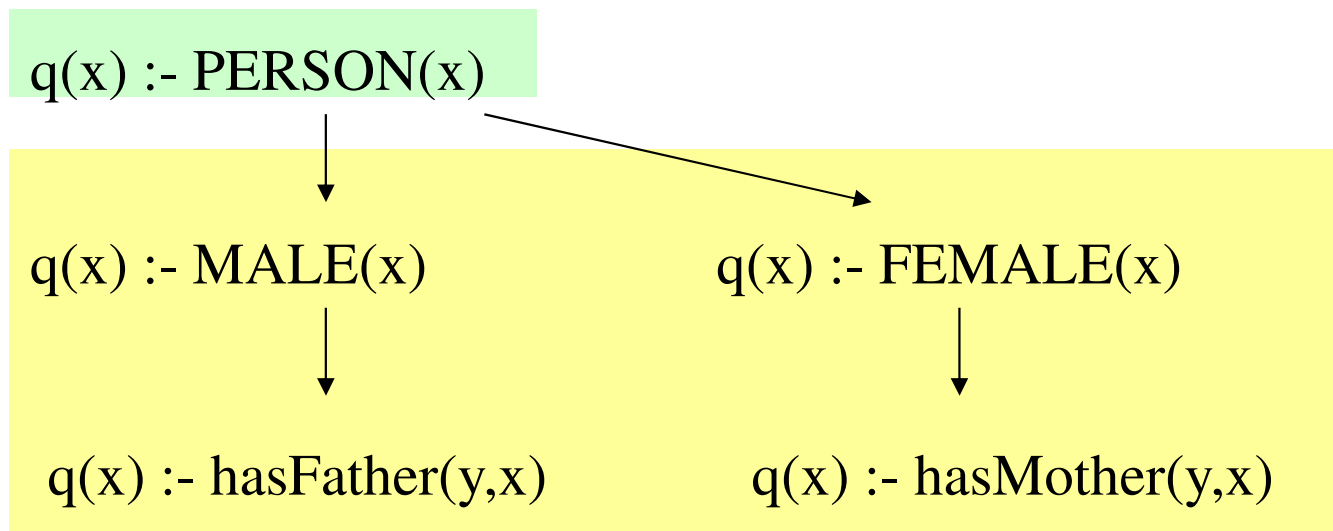 q(x) :- PERSON(x)
q(x) :- MALE(x)
q(x) :- FEMALE(x)
q(x) :- hasFather(y,x)
q(x) :- hasMother(y,x)